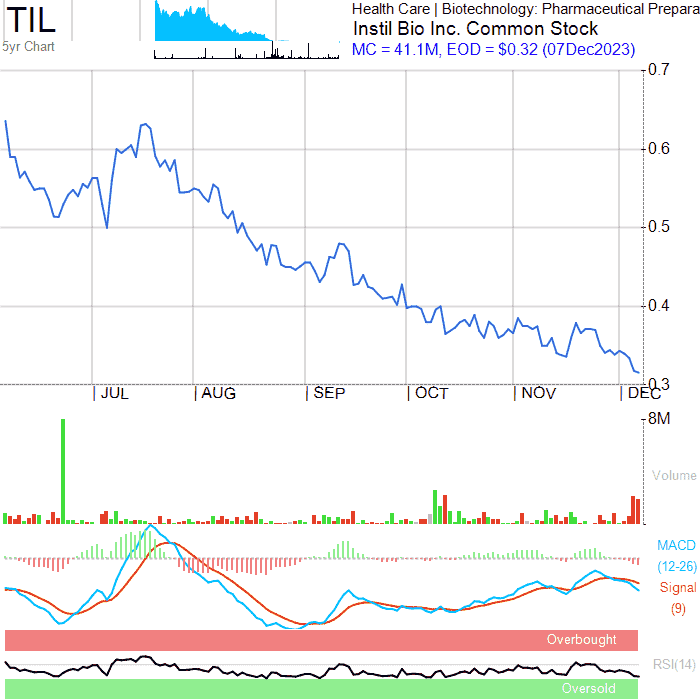 TIL
5yr Chart
Health Care | Biotechnology: Pharmaceutical Prepara
Instil Bio Inc. Common Stock
MC = 41.1M, EOD = $0.32 (07Dec2023)
0.7
0.6
0.5
0.4
0.3
JUL
AUG
SEP
OCT
NOV
DEC
8M
Volume
MACD
(12-26)
Signal
(9)
Overbought
RSI(14)
Oversold